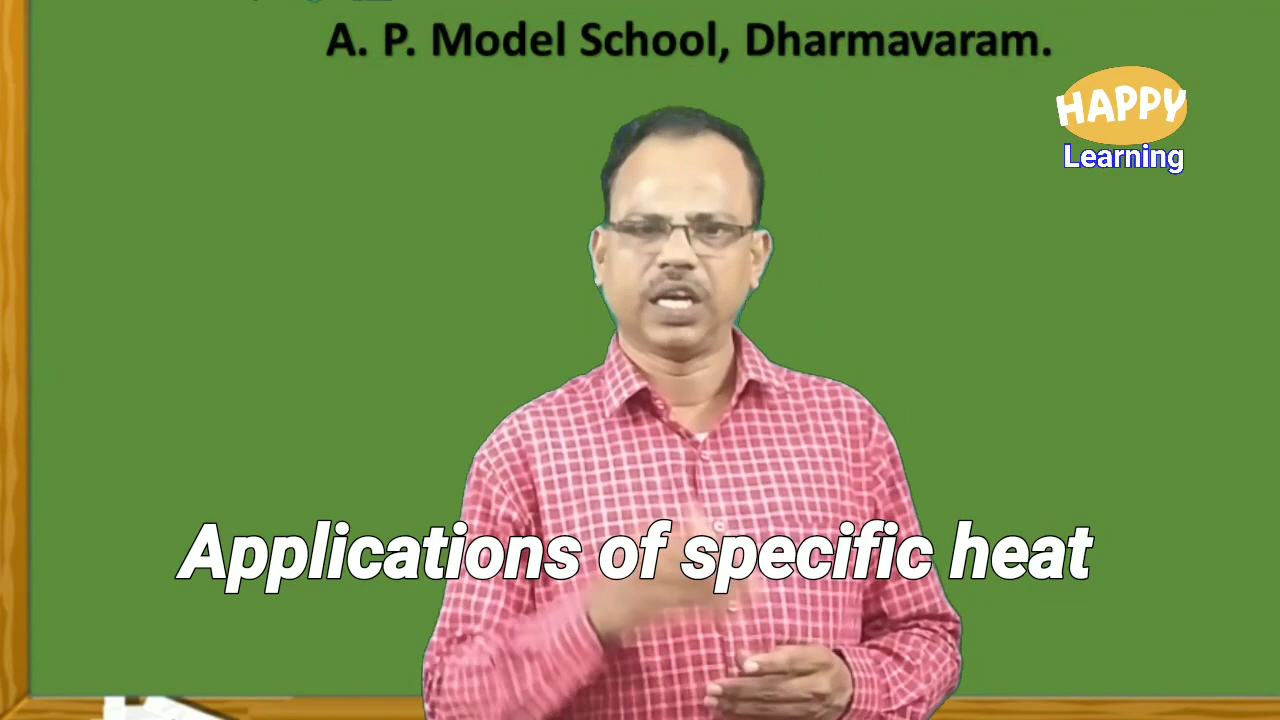 A. P. Model School, Dharmavaram.
HAPPY
Learning
Applications of specific heat